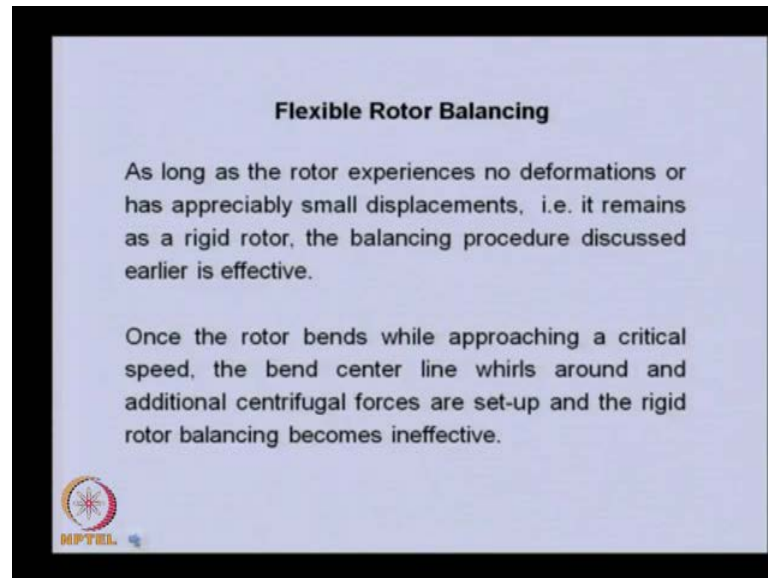 Flexible Rotor Balancing
As long as the rotor experiences no deformations or
has appreciably small displacements, i.e. it remains
as a rigid rotor, the balancing procedure discussed
earlier is effective.
Once the rotor bends while approaching a critical
speed, the bend center line whirls around and
additional centrifugal forces are set-up and the rigid
rotor balancing becomes ineffective.
NPTEL